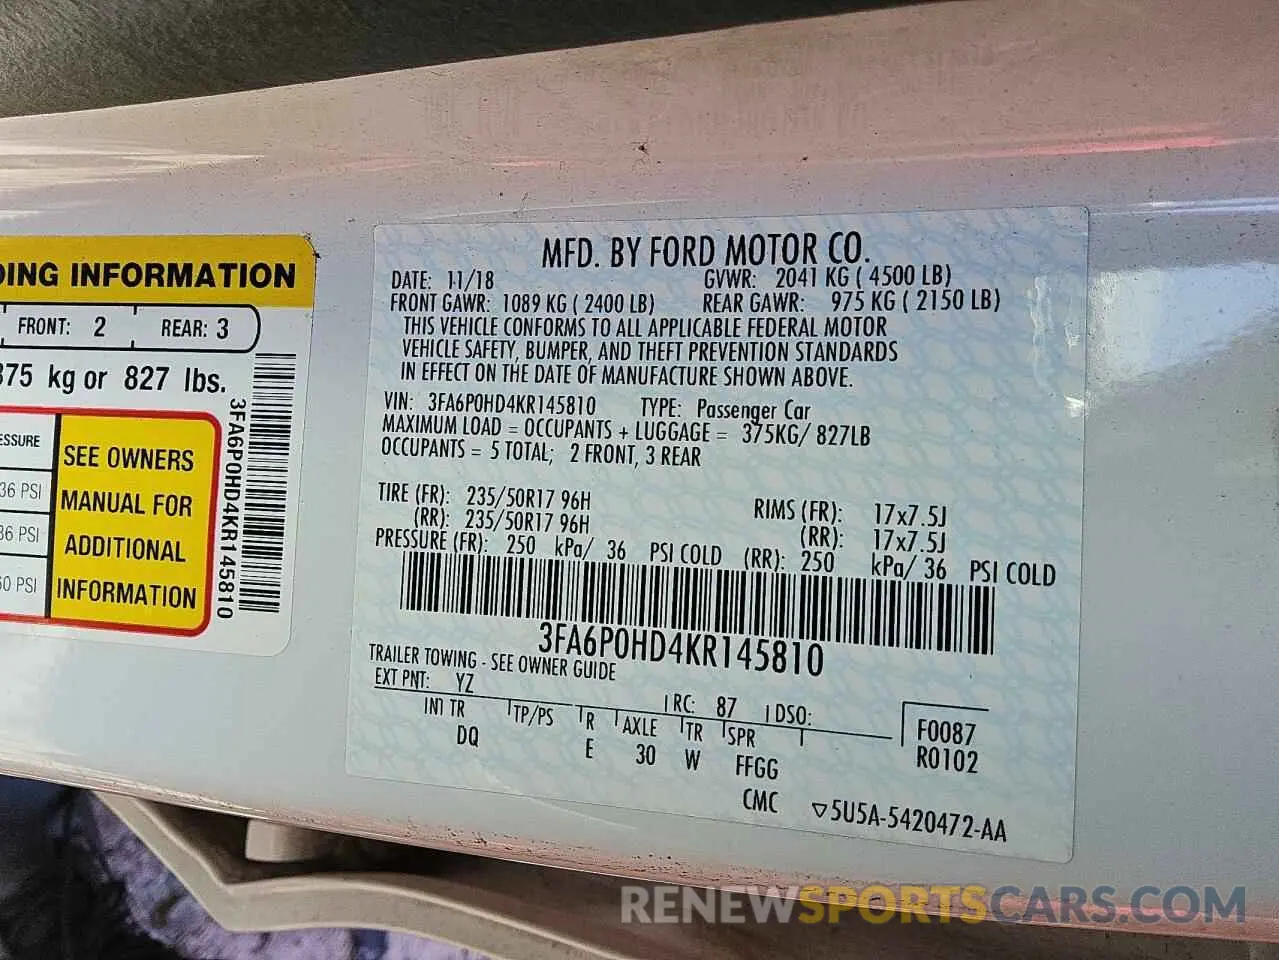 DING INFORMATION
FRONT: 2 REAR: 3
375 kg or 827 lbs.
ESSURE
36 PSI
36 PSI
60 PSI
SEE OWNERS
MANUAL FOR
ADDITIONAL
INFORMATION
3FA6P0HD4KR145810
MFD. BY FORD MOTOR CO.
DATE: 11/18 GVWR: 2041 KG ( 4500 LB)
FRONT GAWR: 1089 KG ( 2400 LB) REAR GAWR: 975 KG ( 2150 LB)
THIS VEHICLE CONFORMS TO ALL APPLICABLE FEDERAL MOTOR
VEHICLE SAFETY, BUMPER, AND THEFT PREVENTION STANDARDS
IN EFFECT ON THE DATE OF MANUFACTURE SHOWN ABOVE.
VIN: 3FA6P0HD4KR145810 TYPE: Passenger Car
MAXIMUM LOAD = OCCUPANTS + LUGGAGE = 375KG/ 827LB
OCCUPANTS = 5 TOTAL; 2 FRONT, 3 REAR
TIRE (FR): 235/50R17 96H RIMS (FR): 17x7.5J
(RR): 235/50R17 96H (RR): 17x7.5J
PRESSURE (FR): 250 kPa/ 36 PSI COLD (RR): 250 kPa/ 36 PSI COLD
3FA6P0HD4KR145810
TRAILER TOWING - SEE OWNER GUIDE
EXT PNT: YZ RC: 87 DSO:
INT TR TP/PS R AXLE TR SPR
DQ E 30 W FFGG
CMC
F0087
R0102
▽5U5A-5420472-AA
RENEWSPORTSCARS.COM